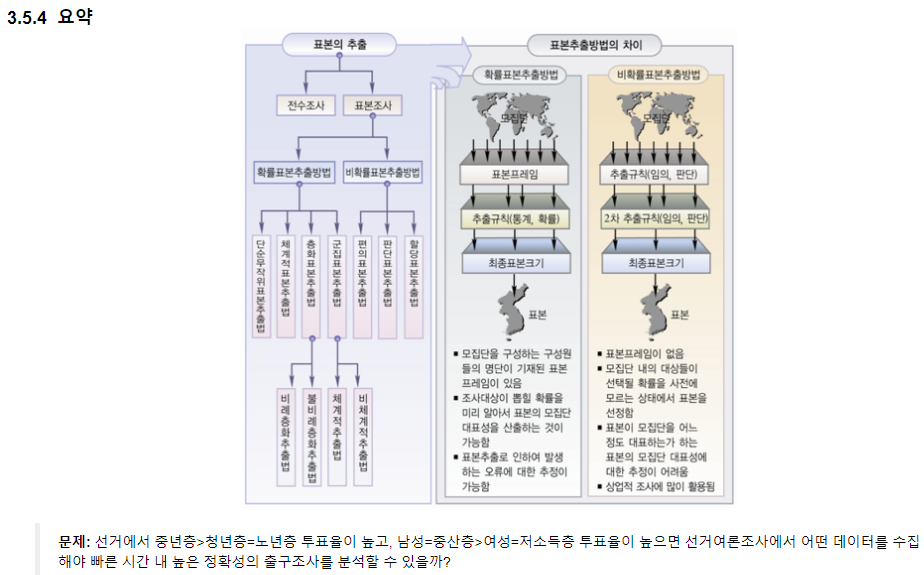 3.5.4 요약
표본의 추출
전수조사
표본조사
확률표본추출방법
비확률표본추출방법
단순무작위표본추출법
체계적표본추출법
층화표본추출법
군집표본추출법
편의표본추출법
판단표본추출법
할당표본추출법
비례층화추출법
불비례층화추출법
체계적추출법
비체계적추출법
표본추출방법의 차이
확률표본추출방법
모집단
표본프레임
추출규칙(통계, 확률)
최종표본크기
표본
■ 모집단을 구성하는 구성원
들의 명단이 기재된 표본
프레임이 있음
■ 조사대상이 뽑힐 확률을
미리 알아서 표본의 모집단
대표성을 산출하는 것이
가능함
■ 표본추출로 인하여 발생
하는 오류에 대한 추정이
가능함
비확률표본추출방법
모집단
추출규칙(임의, 판단)
2차 추출규칙(임의, 판단)
최종표본크기
표본
■ 표본프레임이 없음
■ 모집단 내의 대상들이
선택될 확률을 사전에
모르는 상태에서 표본을
선정함
■ 표본이 모집단을 어느
정도 대표하는가 하는
표본의 모집단 대표성에
대한 추정이 어려움
■ 상업적 조사에 많이 활용됨
문제: 선거에서 중년층>청년층=노년층 투표율이 높고, 남성=중산층>여성=저소득층 투표율이 높으면 선거여론조사에서 어떤 데이터를 수집
해야 빠른 시간 내 높은 정확성의 출구조사를 분석할 수 있을까?